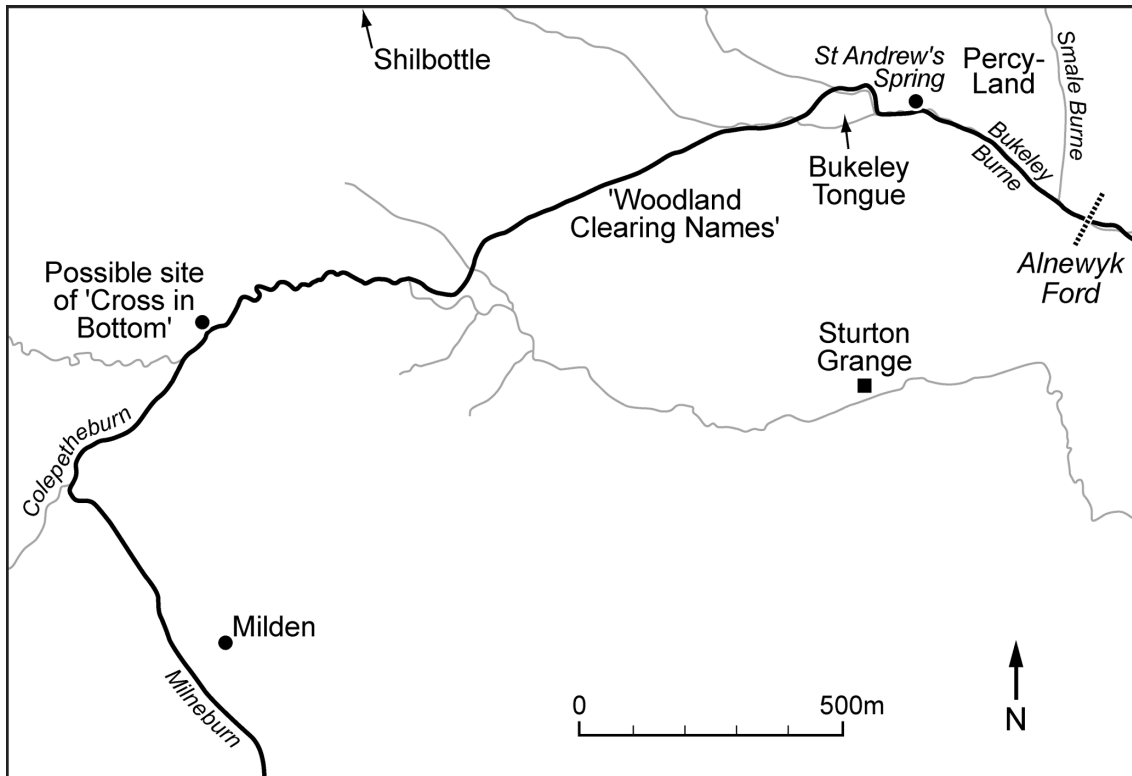 Shilbottle
St Andrew's
Spring
Percy-
Land
Smale Burne
Bukeley
Burne
Bukeley
Tongue
'Woodland
Clearing Names'
Alnewyk
Ford
Possible site
of 'Cross in
Bottom'
Sturton
Grange
Colepetheburn
Milden
Milneburn
0
500m
N